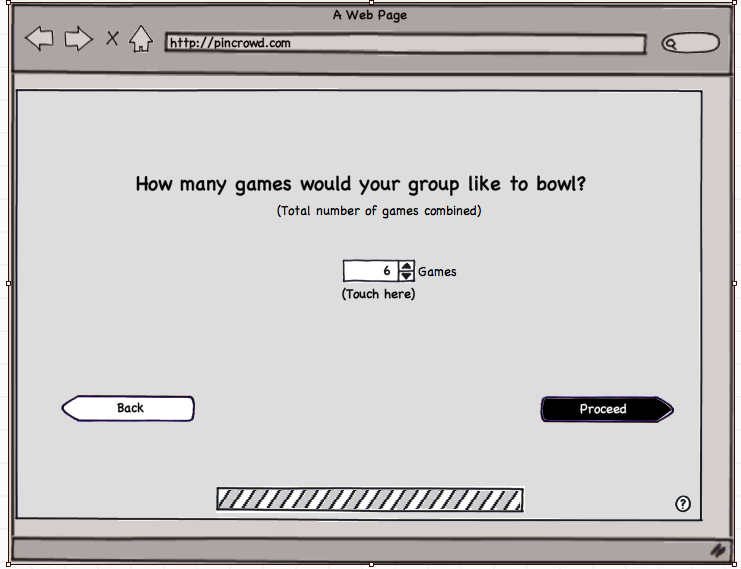 A Web Page
http://pincrowd.com
How many games would your group like to bowl?
(Total number of games combined)
6 Games
(Touch here)
Back Proceed
?